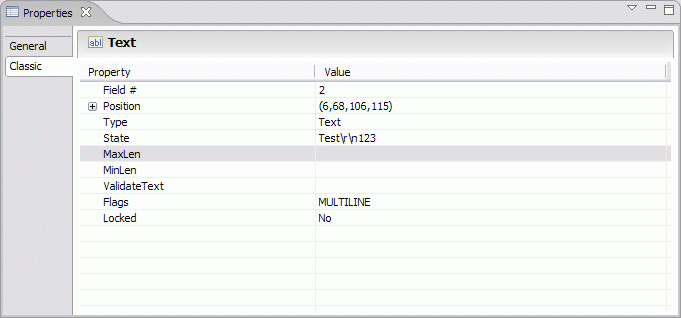 Properties
General
Classic
abl Text
Property Value
Field # 2
Position (6,68,106,115)
Type Text
State Test\r\n123
MaxLen
MinLen
ValidateText
Flags MULTILINE
Locked No